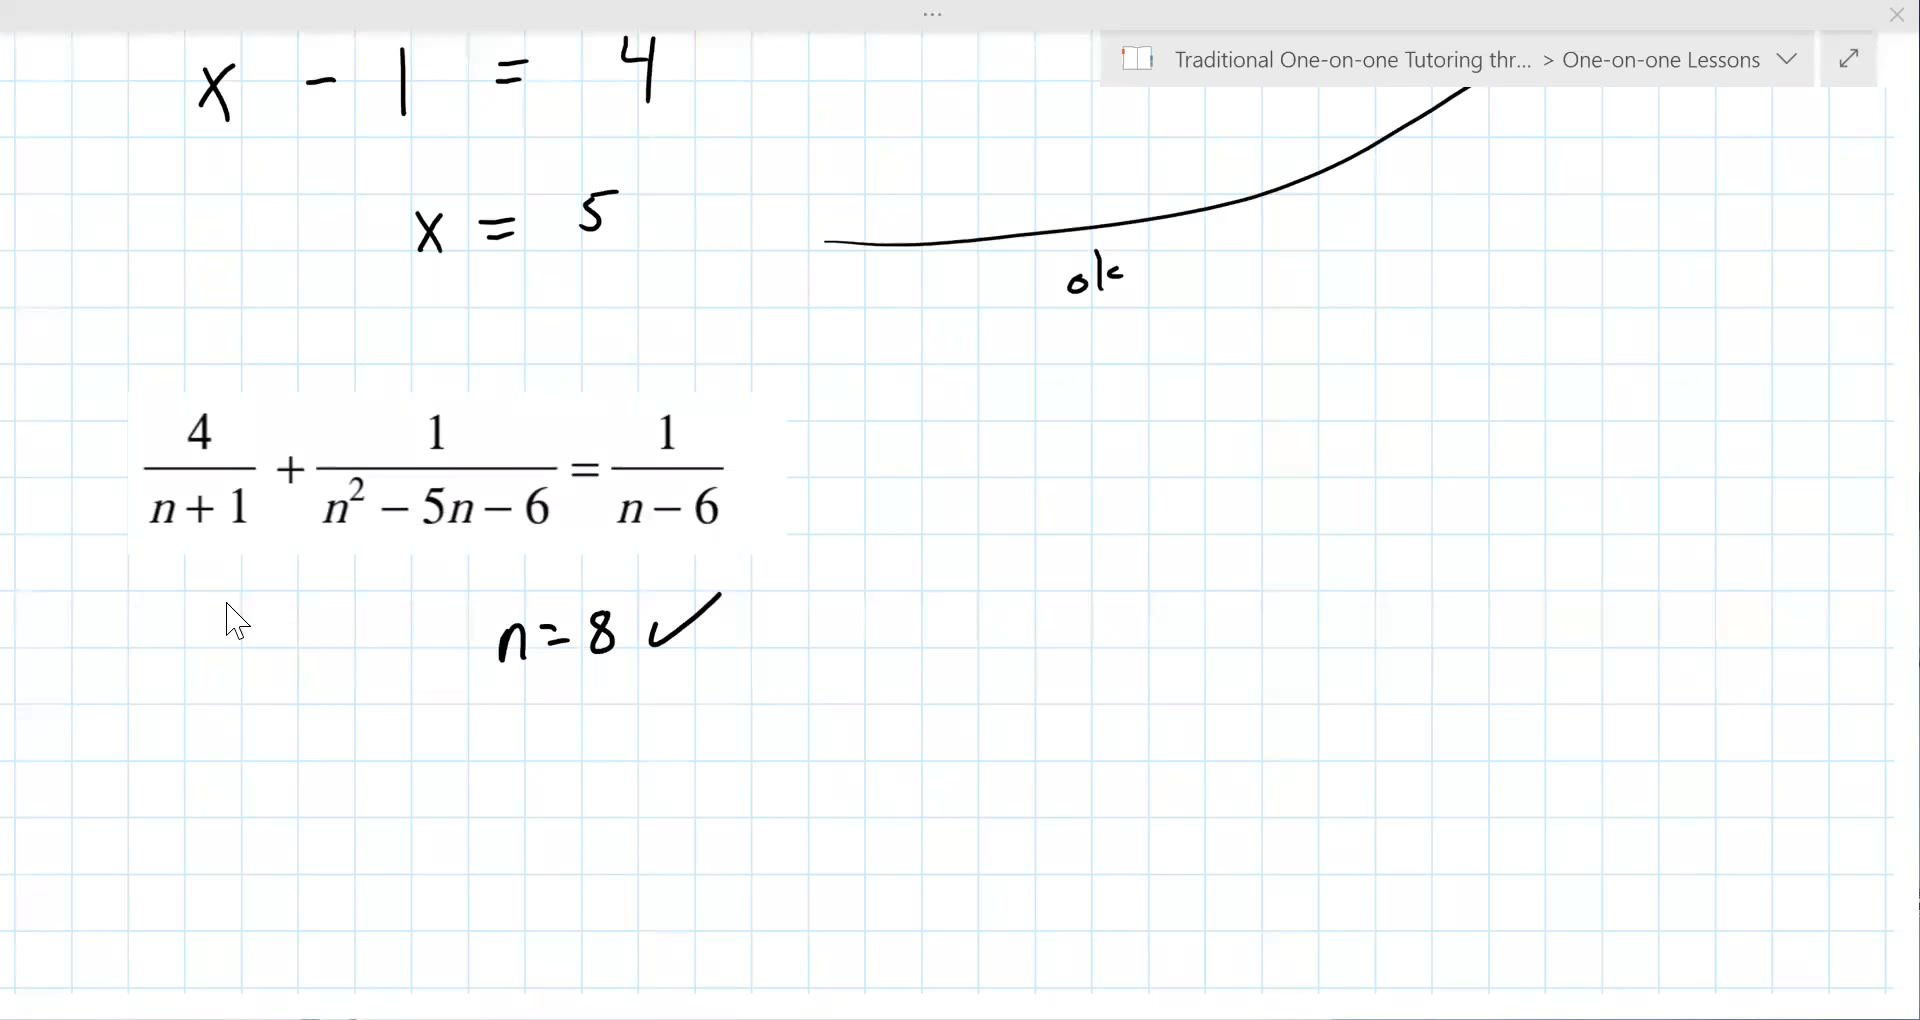 x - 1 = 4
Traditional One-on-one Tutoring thr... > One-on-one Lessons
x = 5
ok
4/(n+1) + 1/(n² − 5n − 6) = 1/(n − 6)
n = 8 ✓